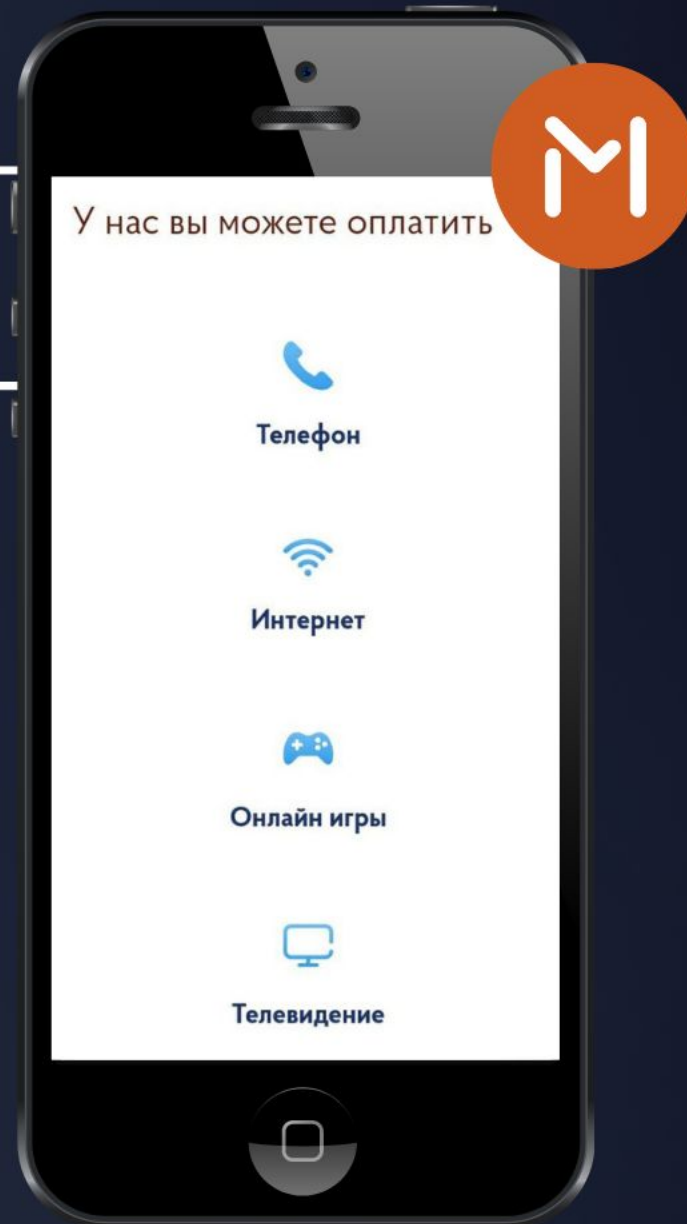 У нас вы можете оплатить
Телефон
Интернет
Онлайн игры
Телевидение